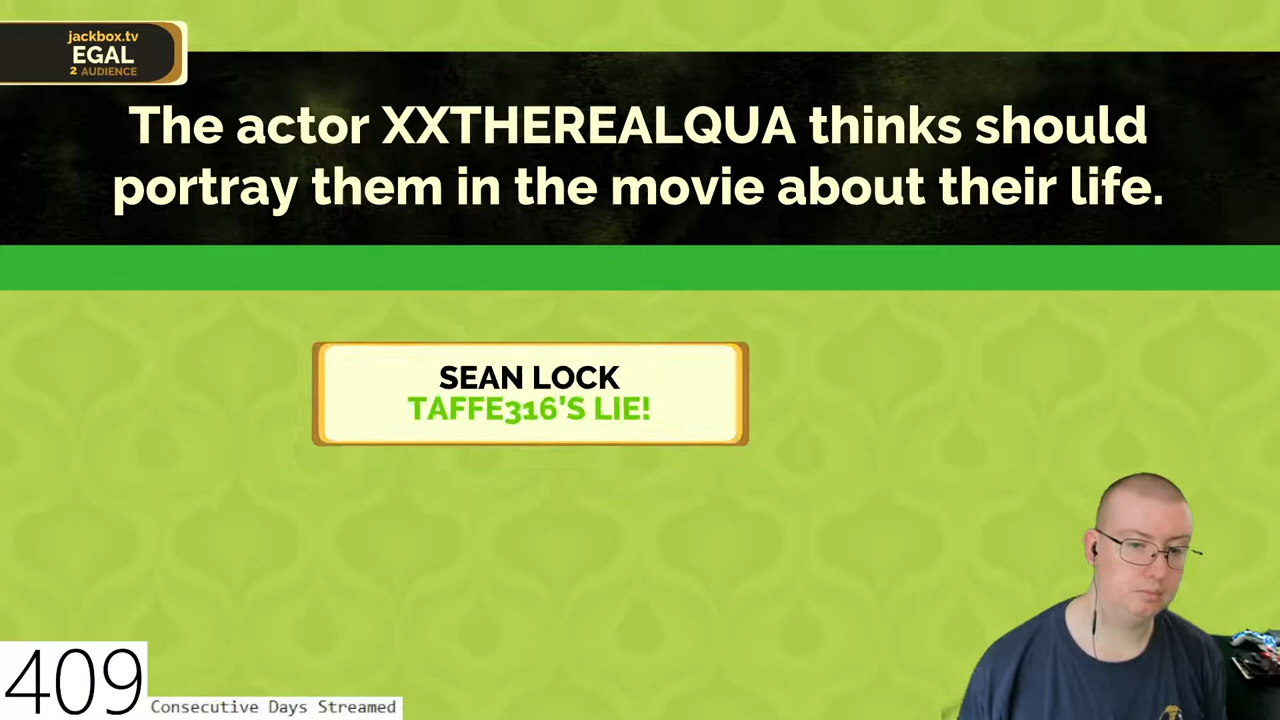 jackbox.tv
EGAL
2 AUDIENCE
The actor XXTHEREALQUA thinks should
portray them in the movie about their life.
SEAN LOCK
TAFFE316'S LIE!
409
Consecutive Days Streamed